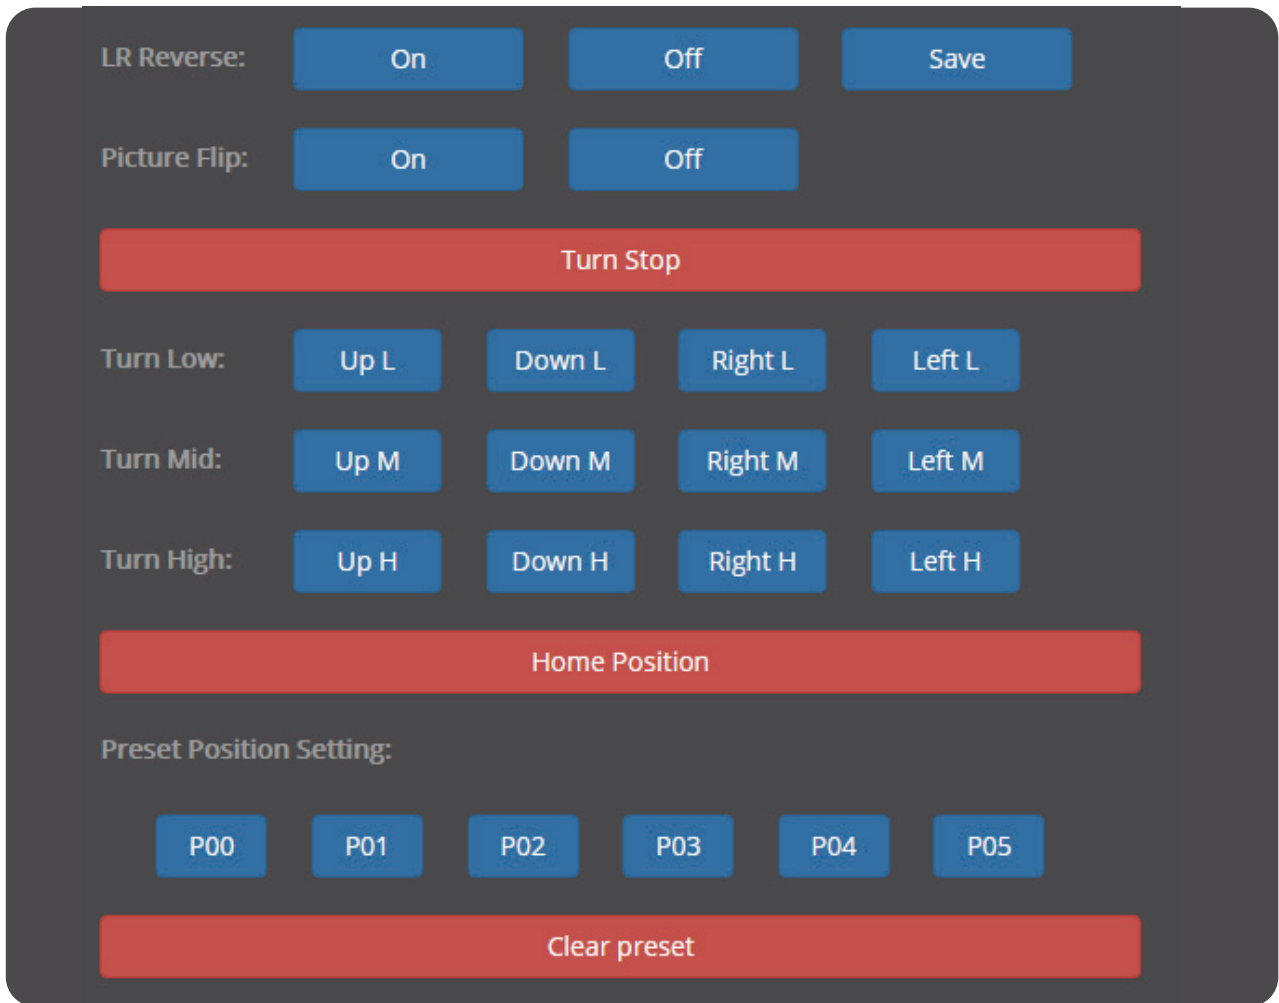 LR Reverse: On Off Save
Picture Flip: On Off
Turn Stop
Turn Low: Up L Down L Right L Left L
Turn Mid: Up M Down M Right M Left M
Turn High: Up H Down H Right H Left H
Home Position
Preset Position Setting:
P00 P01 P02 P03 P04 P05
Clear preset